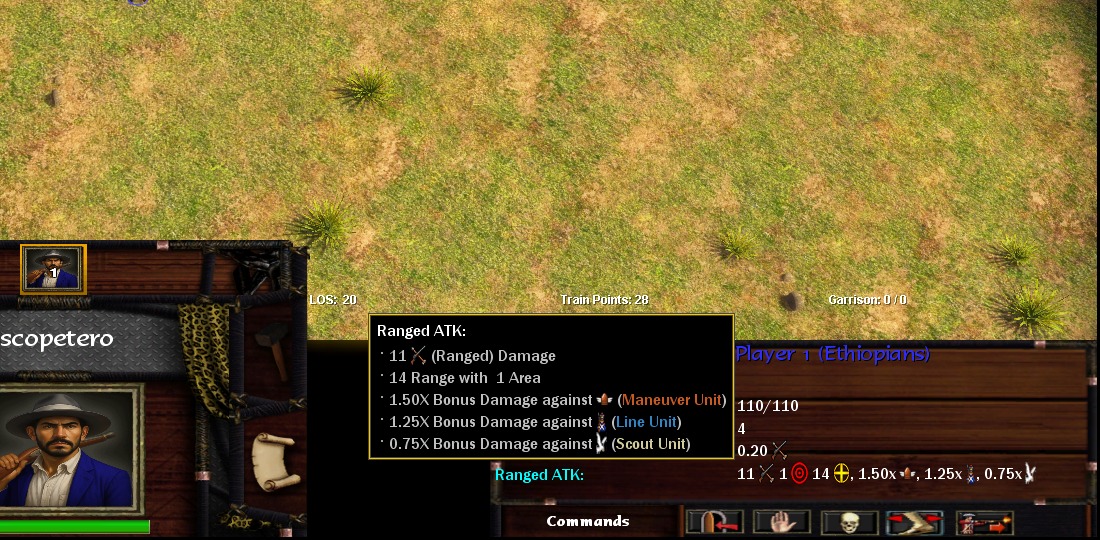 1
scopetero
LOS: 20
Train Points: 28
Garrison: 0 / 0
Ranged ATK:
· 11 (Ranged) Damage
· 14 Range with 1 Area
· 1.50X Bonus Damage against (Maneuver Unit)
· 1.25X Bonus Damage against (Line Unit)
· 0.75X Bonus Damage against (Scout Unit)
Player 1 (Ethiopians)
110/110
4
0.20
Ranged ATK: 11 1 14 , 1.50x , 1.25x , 0.75x
Commands